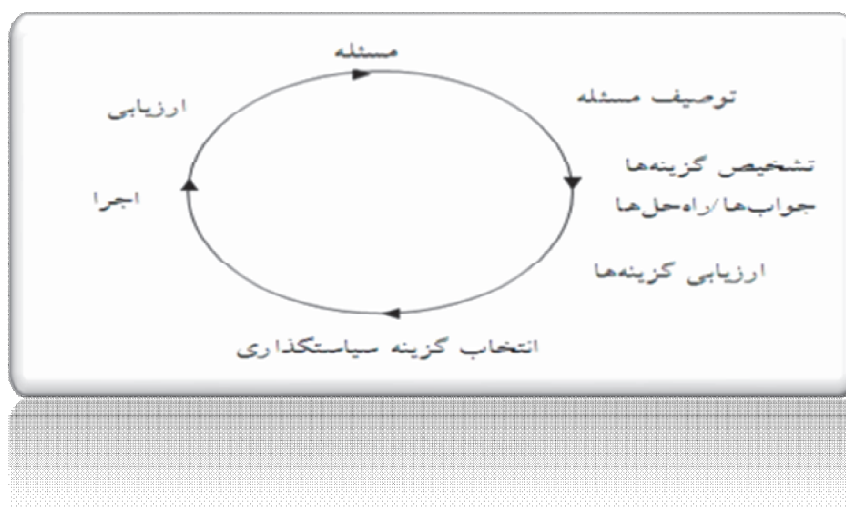 مسئله
توصیف مسئله
تشخیص گزینه‌ها
جواب‌ها/راه‌حل‌ها
ارزیابی گزینه‌ها
انتخاب گزینه سیاستگذاری
اجرا
ارزیابی